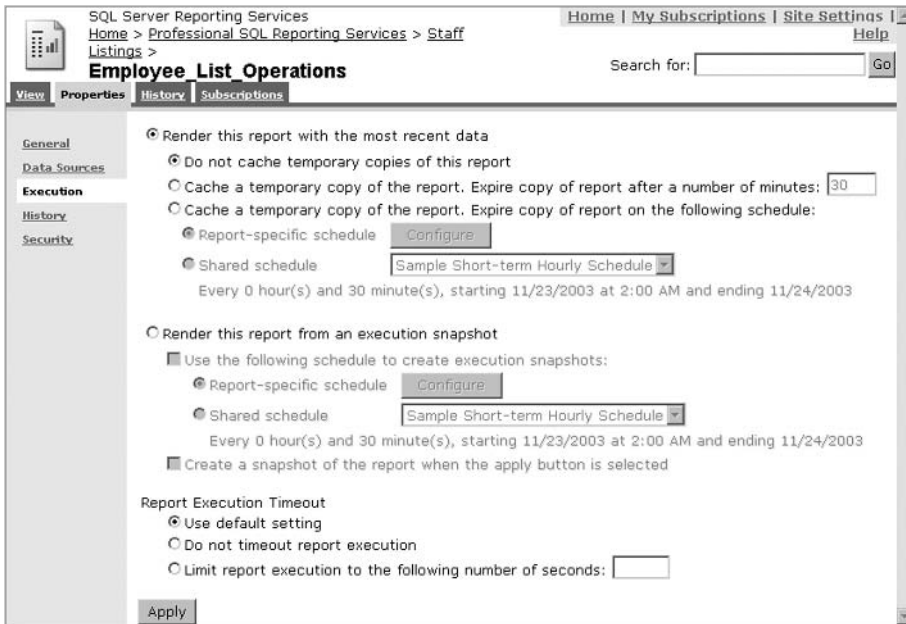 SQL Server Reporting Services
Home | My Subscriptions | Site Settings |
Help
Home > Professional SQL Reporting Services > Staff
Listings >
Employee_List_Operations
Search for:
Go
View Properties History Subscriptions
General
Data Sources
Execution
History
Security
Render this report with the most recent data
Do not cache temporary copies of this report
Cache a temporary copy of the report. Expire copy of report after a number of minutes: 30
Cache a temporary copy of the report. Expire copy of report on the following schedule:
Report-specific schedule Configure
Shared schedule Sample Short-term Hourly Schedule
Every 0 hour(s) and 30 minute(s), starting 11/23/2003 at 2:00 AM and ending 11/24/2003
Render this report from an execution snapshot
Use the following schedule to create execution snapshots:
Report-specific schedule Configure
Shared schedule Sample Short-term Hourly Schedule
Every 0 hour(s) and 30 minute(s), starting 11/23/2003 at 2:00 AM and ending 11/24/2003
Create a snapshot of the report when the apply button is selected
Report Execution Timeout
Use default setting
Do not timeout report execution
Limit report execution to the following number of seconds:
Apply